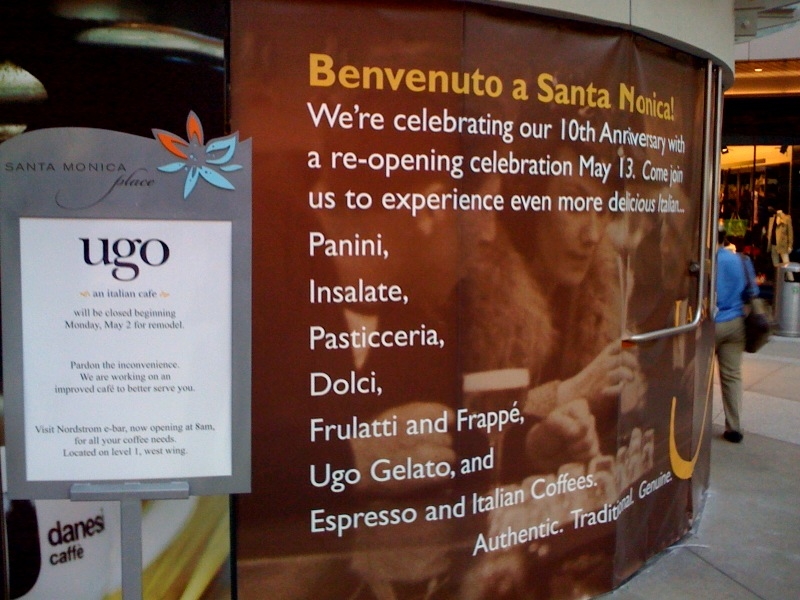 SANTA MONICA
place
ugo
an italian cafe
will be closed beginning
Monday, May 2 for remodel.
Pardon the inconvenience.
We are working on an
improved café to better serve you.
Visit Nordstrom e-bar, now opening at 8am,
for all your coffee needs.
Located on level 1, west wing.
danesi
caffè
Benvenuto a Santa Monica!
We're celebrating our 10th Anniversary with
a re-opening celebration May 13. Come join
us to experience even more delicious Italian...
Panini,
Insalate,
Pasticceria,
Dolci,
Frulatti and Frappé,
Ugo Gelato, and
Espresso and Italian Coffees.
Authentic. Traditional. Genuine.